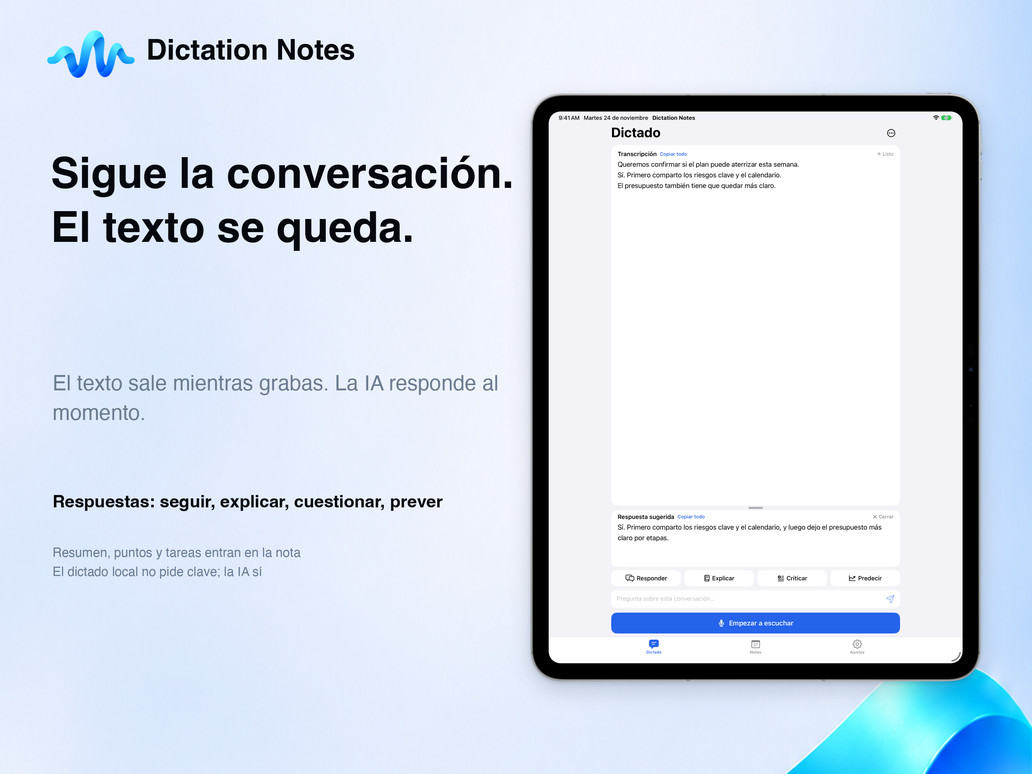 Dictation Notes
Sigue la conversación.
El texto se queda.
El texto sale mientras grabas. La IA responde al
momento.
Respuestas: seguir, explicar, cuestionar, prever
Resumen, puntos y tareas entran en la nota
El dictado local no pide clave; la IA sí
9:41 AM Martes 24 de noviembre Dictation Notes
Dictado
Transcripción Copiar todo + Listo
Queremos confirmar si el plan puede aterrizar esta semana.
Sí. Primero comparto los riesgos clave y el calendario.
El presupuesto también tiene que quedar más claro.
Respuesta sugerida Copiar todo × Cerrar
Sí. Primero comparto los riesgos clave y el calendario, y luego dejo el presupuesto más
claro por etapas.
Responder Explicar Criticar Predecir
Pregunta sobre esta conversación...
Empezar a escuchar
Dictado Notas Ajustes